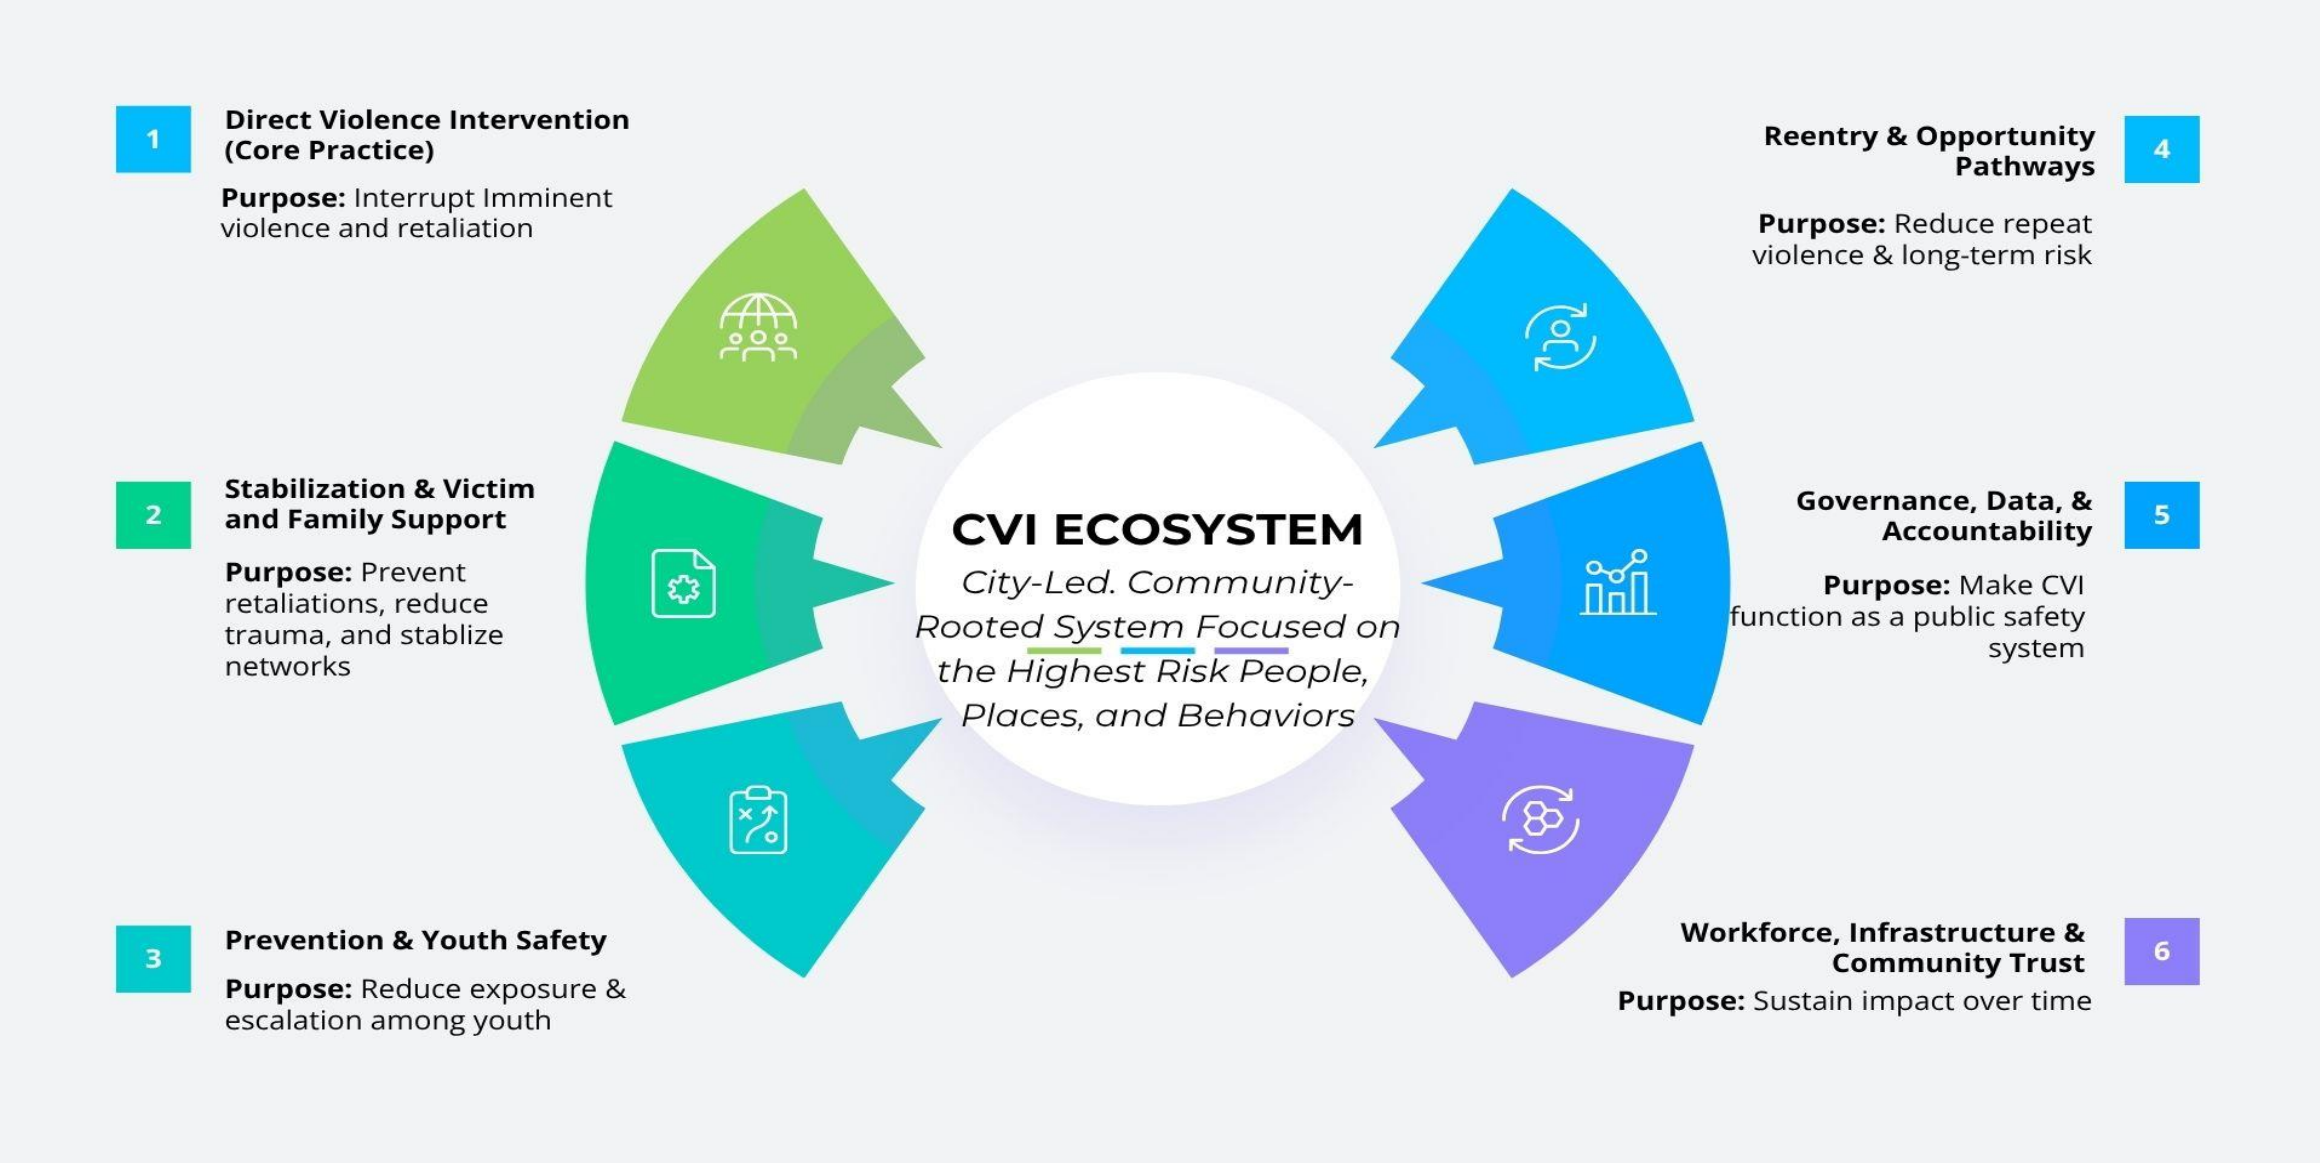 1
Direct Violence Intervention
(Core Practice)
Purpose: Interrupt Imminent
violence and retaliation
2
Stabilization & Victim
and Family Support
Purpose: Prevent
retaliations, reduce
trauma, and stablize
networks
3
Prevention & Youth Safety
Purpose: Reduce exposure &
escalation among youth
CVI ECOSYSTEM
City-Led. Community-
Rooted System Focused on
the Highest Risk People,
Places, and Behaviors
4
Reentry & Opportunity
Pathways
Purpose: Reduce repeat
violence & long-term risk
5
Governance, Data, &
Accountability
Purpose: Make CVI
function as a public safety
system
6
Workforce, Infrastructure &
Community Trust
Purpose: Sustain impact over time